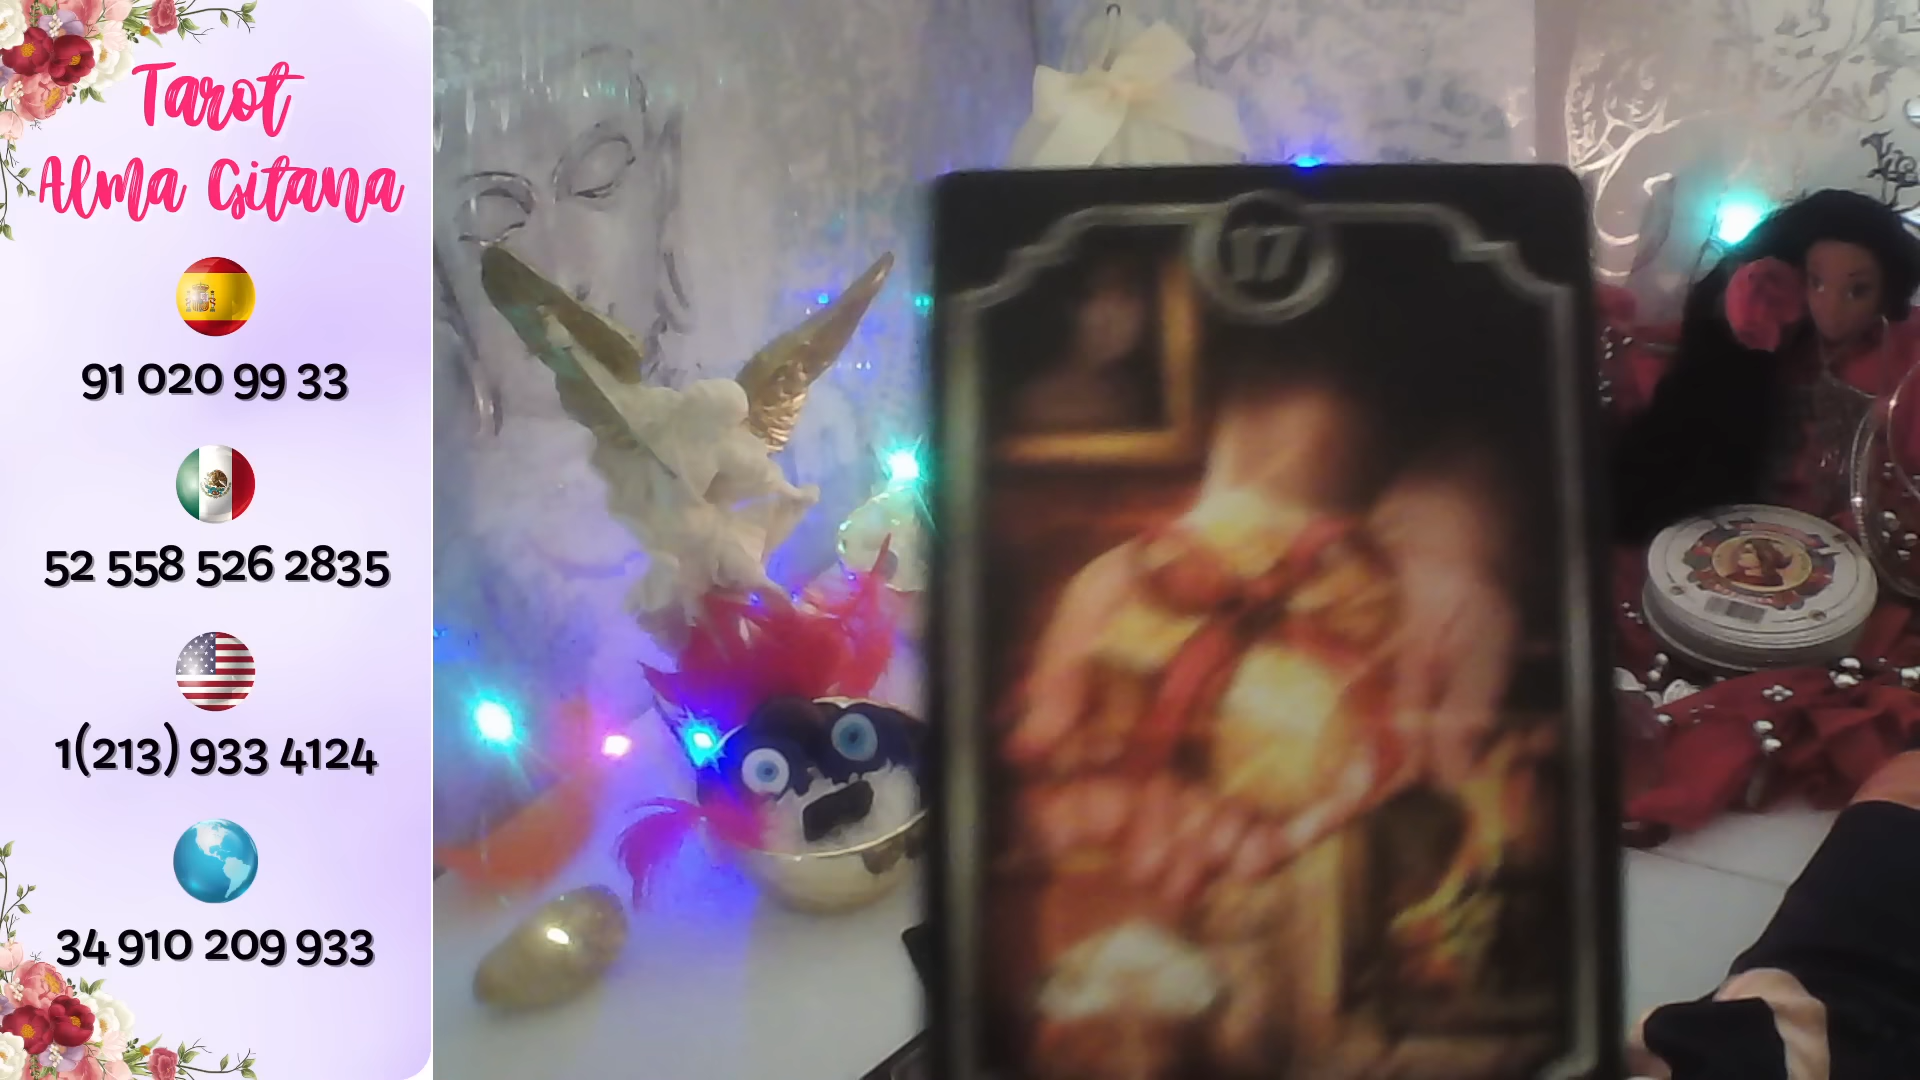 Tarot
Alma Gitana
91 020 99 33
52 558 526 2835
1(213) 933 4124
34 910 209 933
17